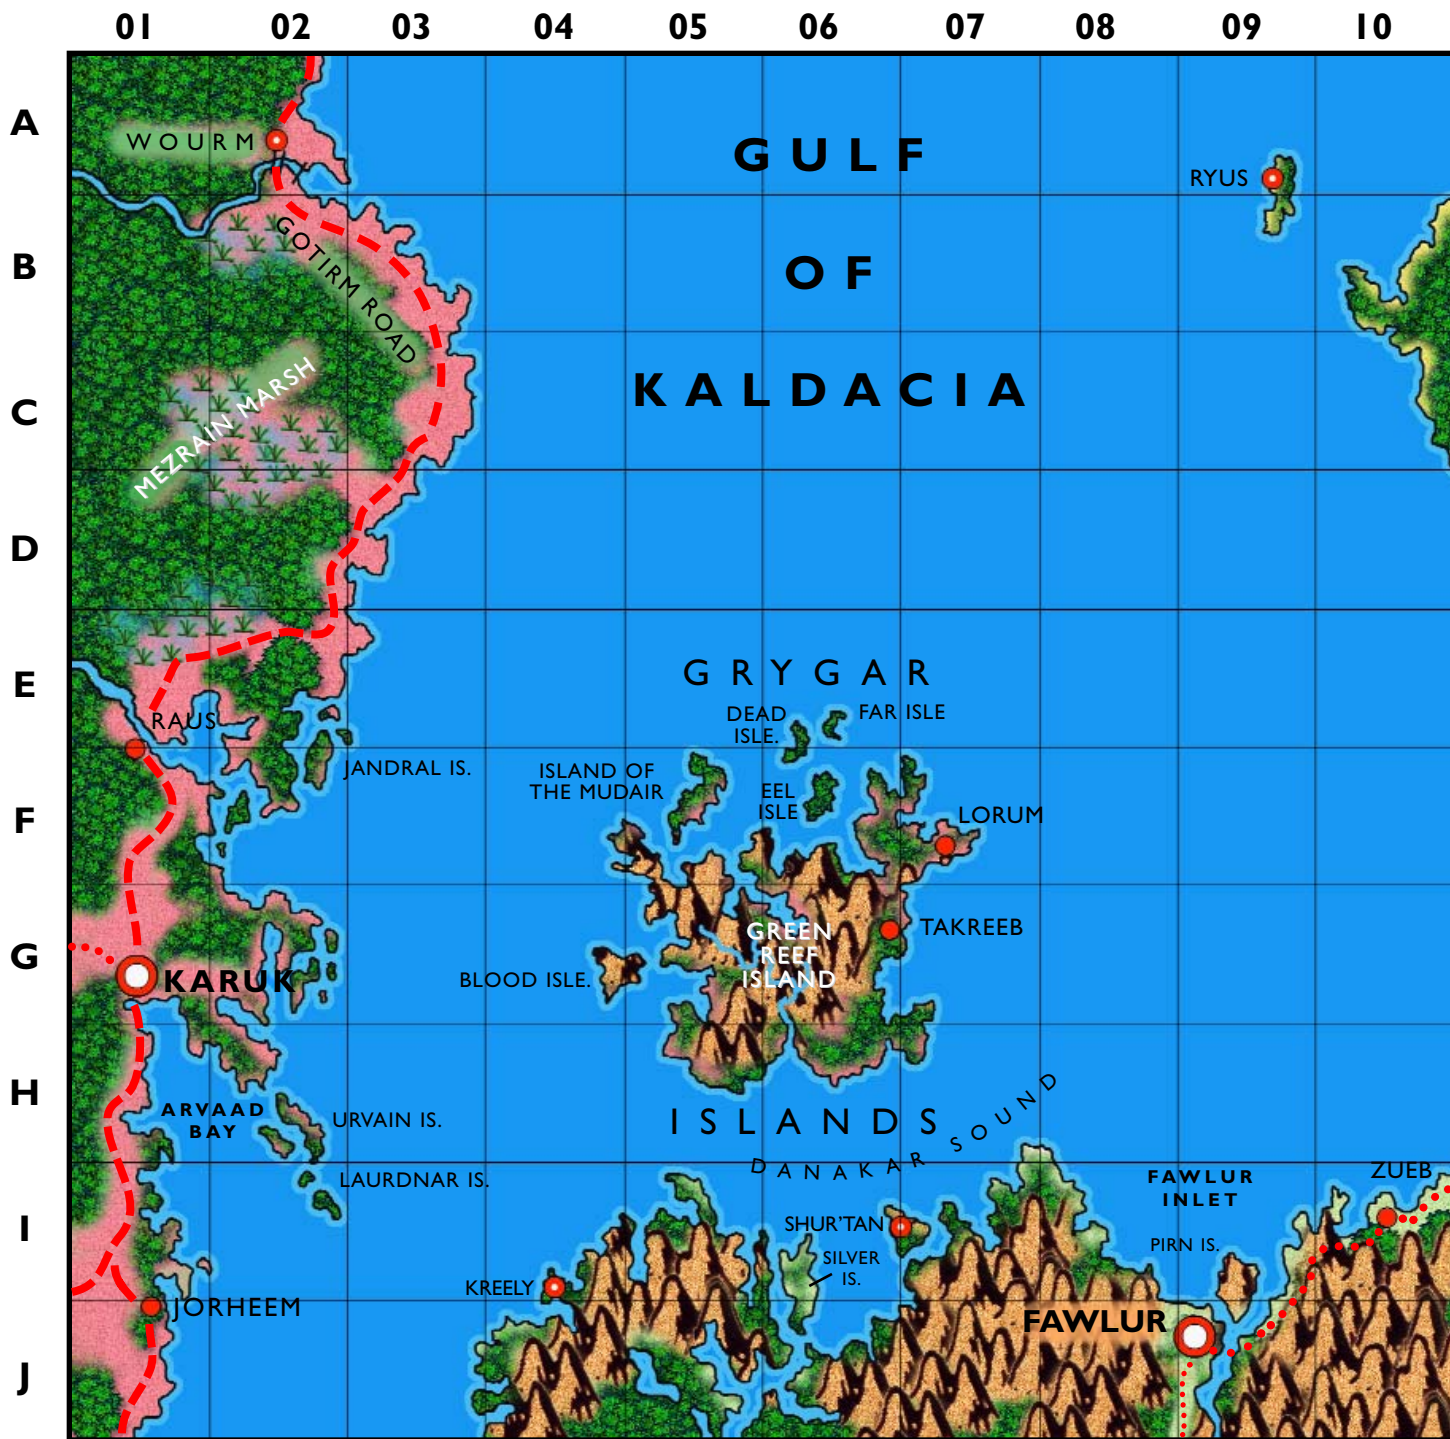 01 02 03 04 05 06 07 08 09 10
A
WOURM
GULF
RYUS
B
GOTIRM ROAD
OF
C
MEZRAIN MARSH
KALDACIA
D
E
GRYGAR
RAUS
DEAD
ISLE.
FAR ISLE
F
JANDRAL IS.
ISLAND OF
THE MUDAIR
EEL
ISLE
LORUM
G
KARUK
BLOOD ISLE.
GREEN
REEF
ISLAND
TAKREEB
H
ARVAAD
BAY
URVAIN IS.
ISLANDS
DANAKAR SOUND
LAURDNAR IS.
FAWLUR
INLET
ZUEB
I
SHUR'TAN
SILVER
IS.
PIRN IS.
KREELY
JORHEEM
FAWLUR
J